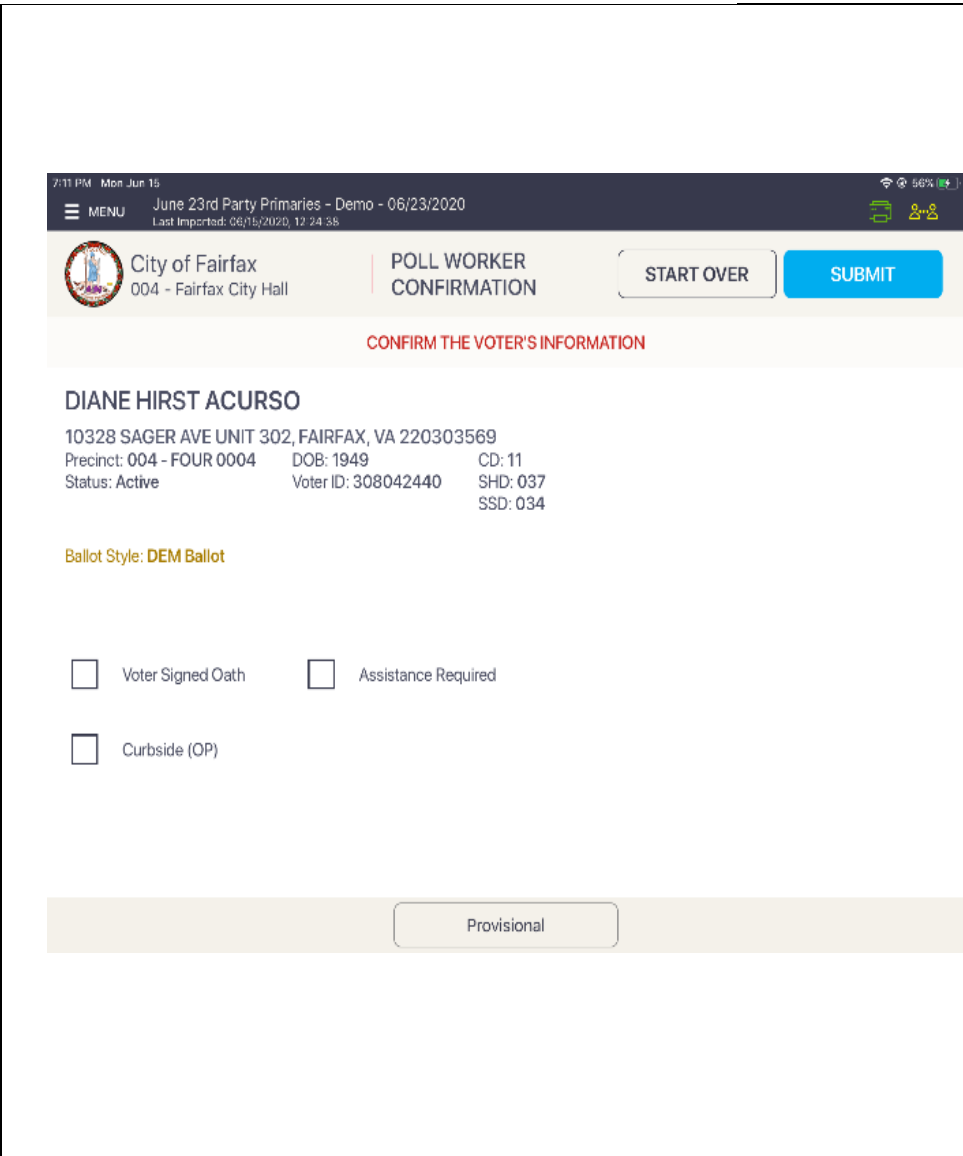 7:11 PM Mon Jun 15
56%
MENU
June 23rd Party Primaries - Demo - 06/23/2020
Last Imported: 06/15/2020, 12:24:38
City of Fairfax
004 - Fairfax City Hall
POLL WORKER
CONFIRMATION
START OVER
SUBMIT
CONFIRM THE VOTER'S INFORMATION
DIANE HIRST ACURSO
10328 SAGER AVE UNIT 302, FAIRFAX, VA 220303569
Precinct: 004 - FOUR 0004 DOB: 1949 CD: 11
Status: Active Voter ID: 308042440 SHD: 037
SSD: 034
Ballot Style: DEM Ballot
Voter Signed Oath Assistance Required
Curbside (OP)
Provisional